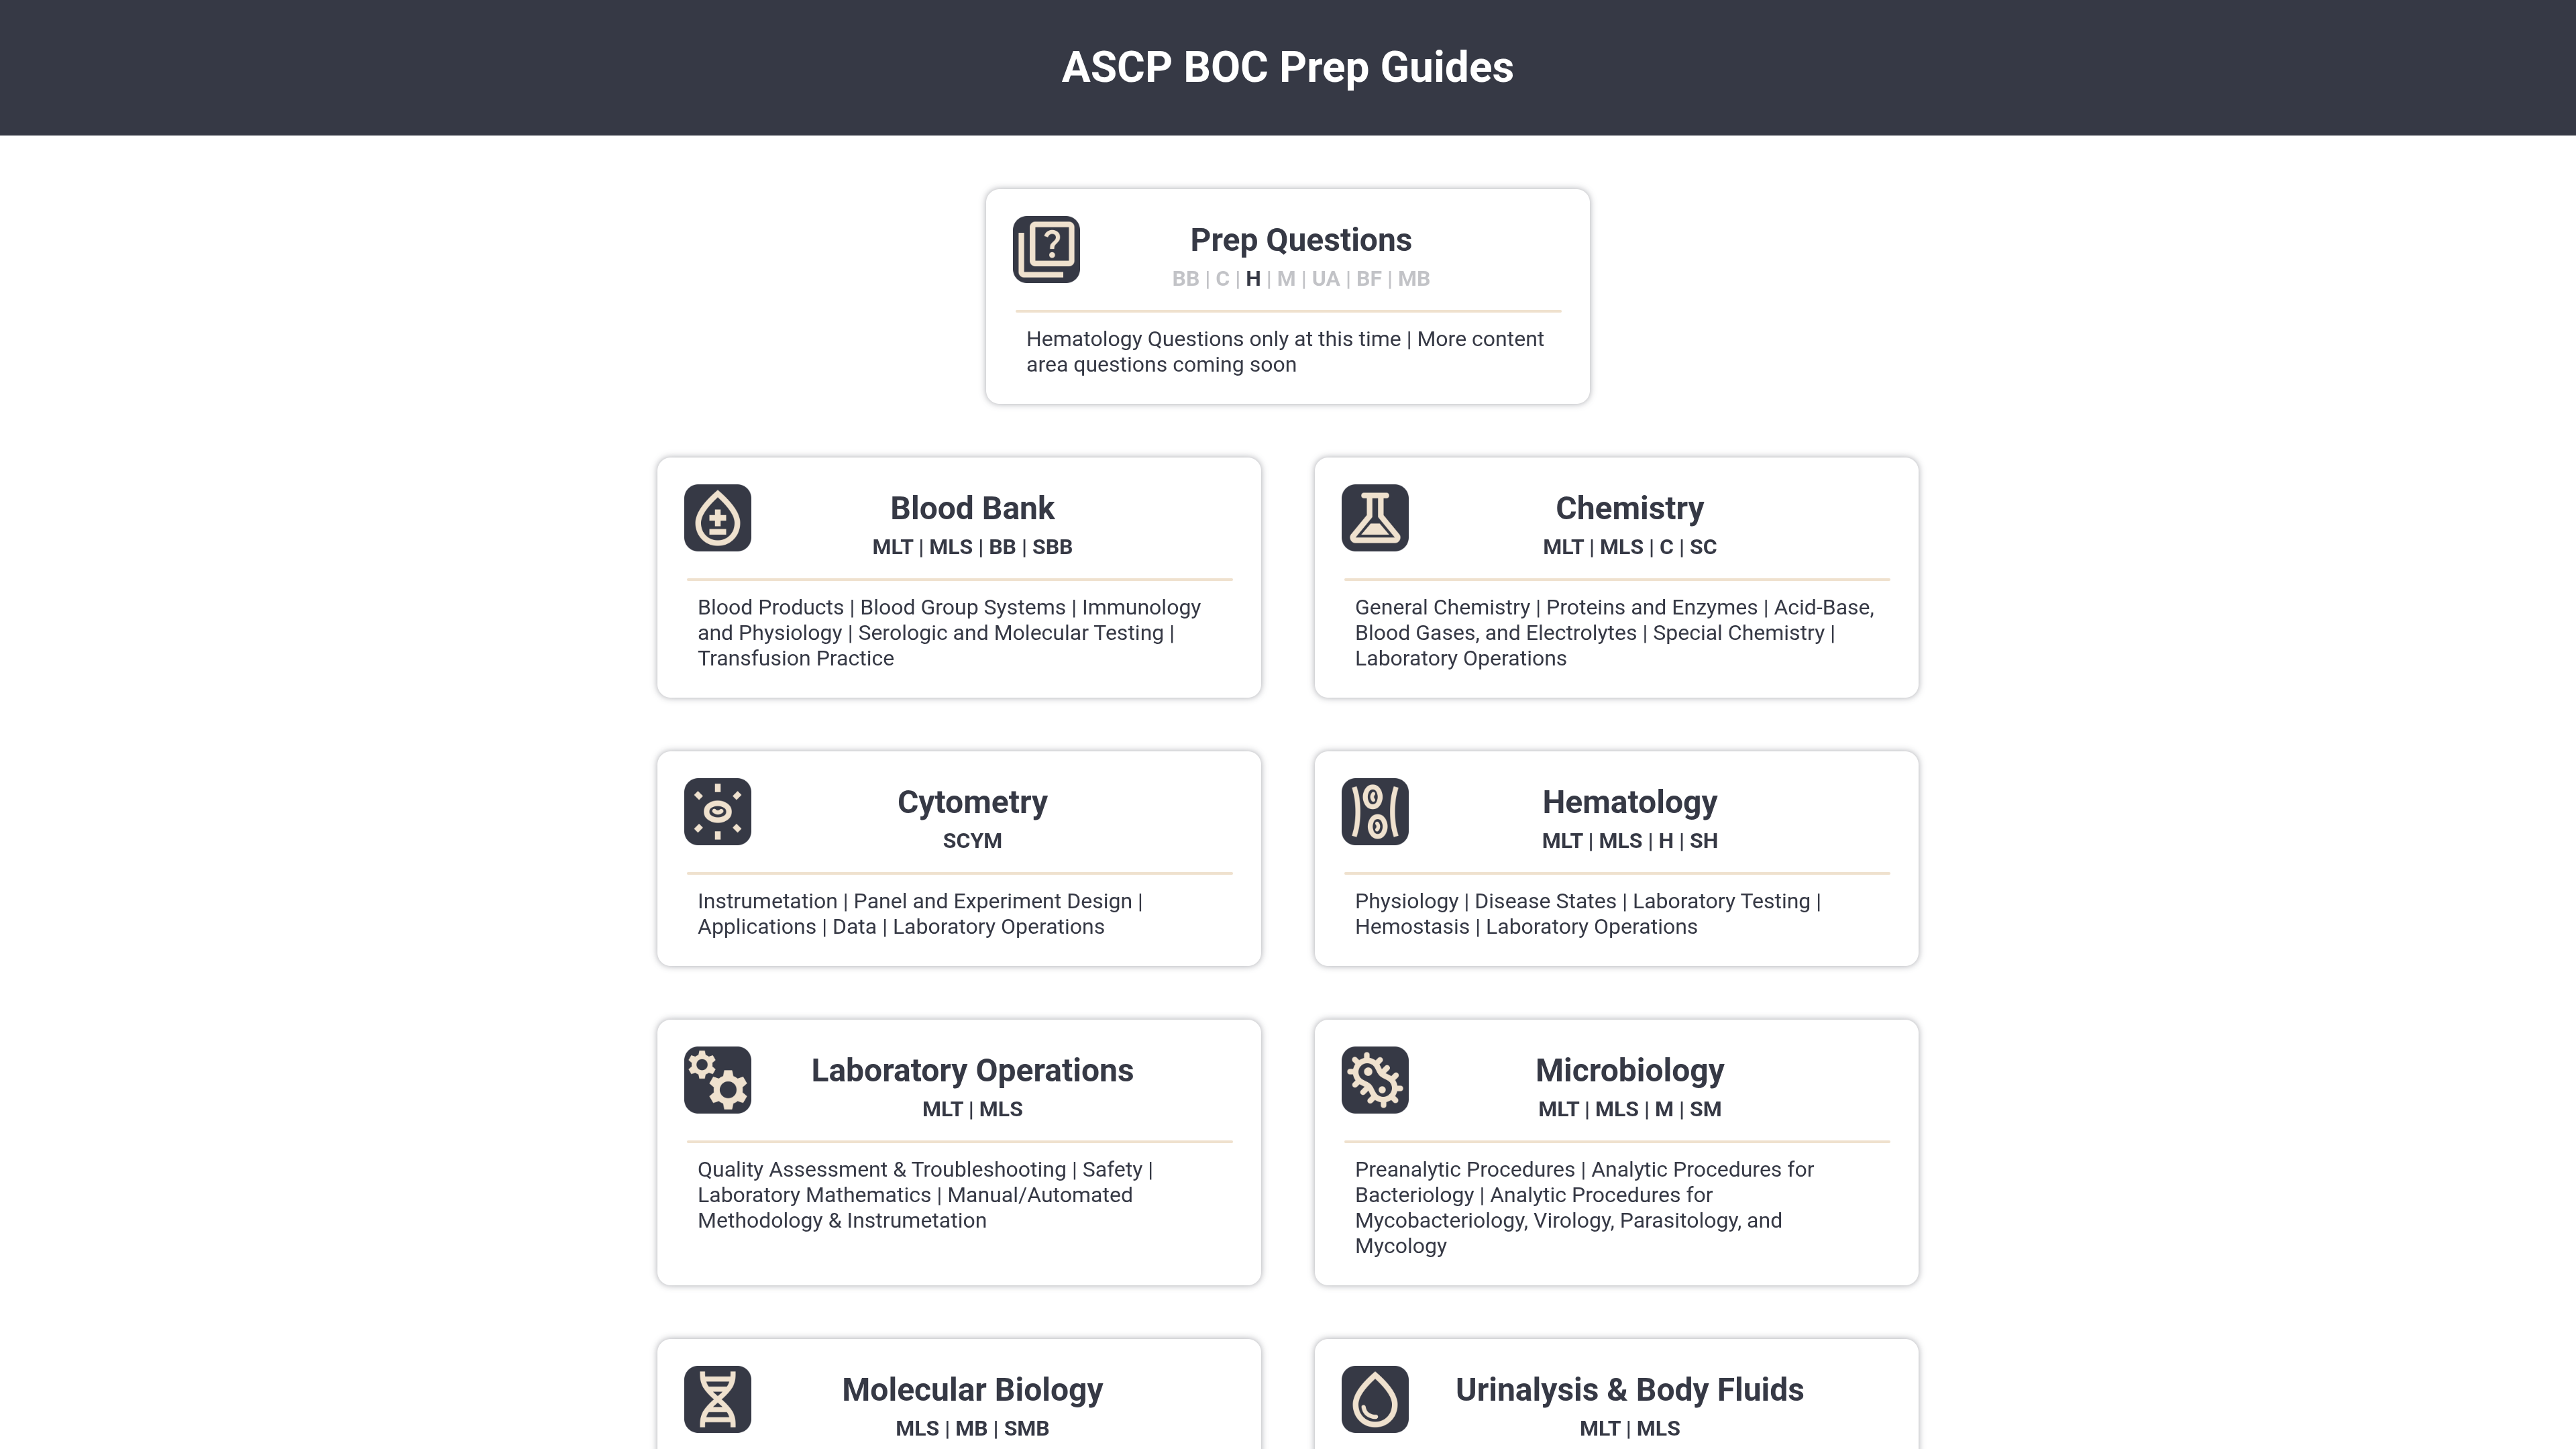 ASCP BOC Prep Guides
Prep Questions
BB | C | H | M | UA | BF | MB
Hematology Questions only at this time | More content
area questions coming soon
Blood Bank
MLT | MLS | BB | SBB
Blood Products | Blood Group Systems | Immunology
and Physiology | Serologic and Molecular Testing |
Transfusion Practice
Chemistry
MLT | MLS | C | SC
General Chemistry | Proteins and Enzymes | Acid-Base,
Blood Gases, and Electrolytes | Special Chemistry |
Laboratory Operations
Cytometry
SCYM
Instrumetation | Panel and Experiment Design |
Applications | Data | Laboratory Operations
Hematology
MLT | MLS | H | SH
Physiology | Disease States | Laboratory Testing |
Hemostasis | Laboratory Operations
Laboratory Operations
MLT | MLS
Quality Assessment & Troubleshooting | Safety |
Laboratory Mathematics | Manual/Automated
Methodology & Instrumetation
Microbiology
MLT | MLS | M | SM
Preanalytic Procedures | Analytic Procedures for
Bacteriology | Analytic Procedures for
Mycobacteriology, Virology, Parasitology, and
Mycology
Molecular Biology
MLS | MB | SMB
Urinalysis & Body Fluids
MLT | MLS